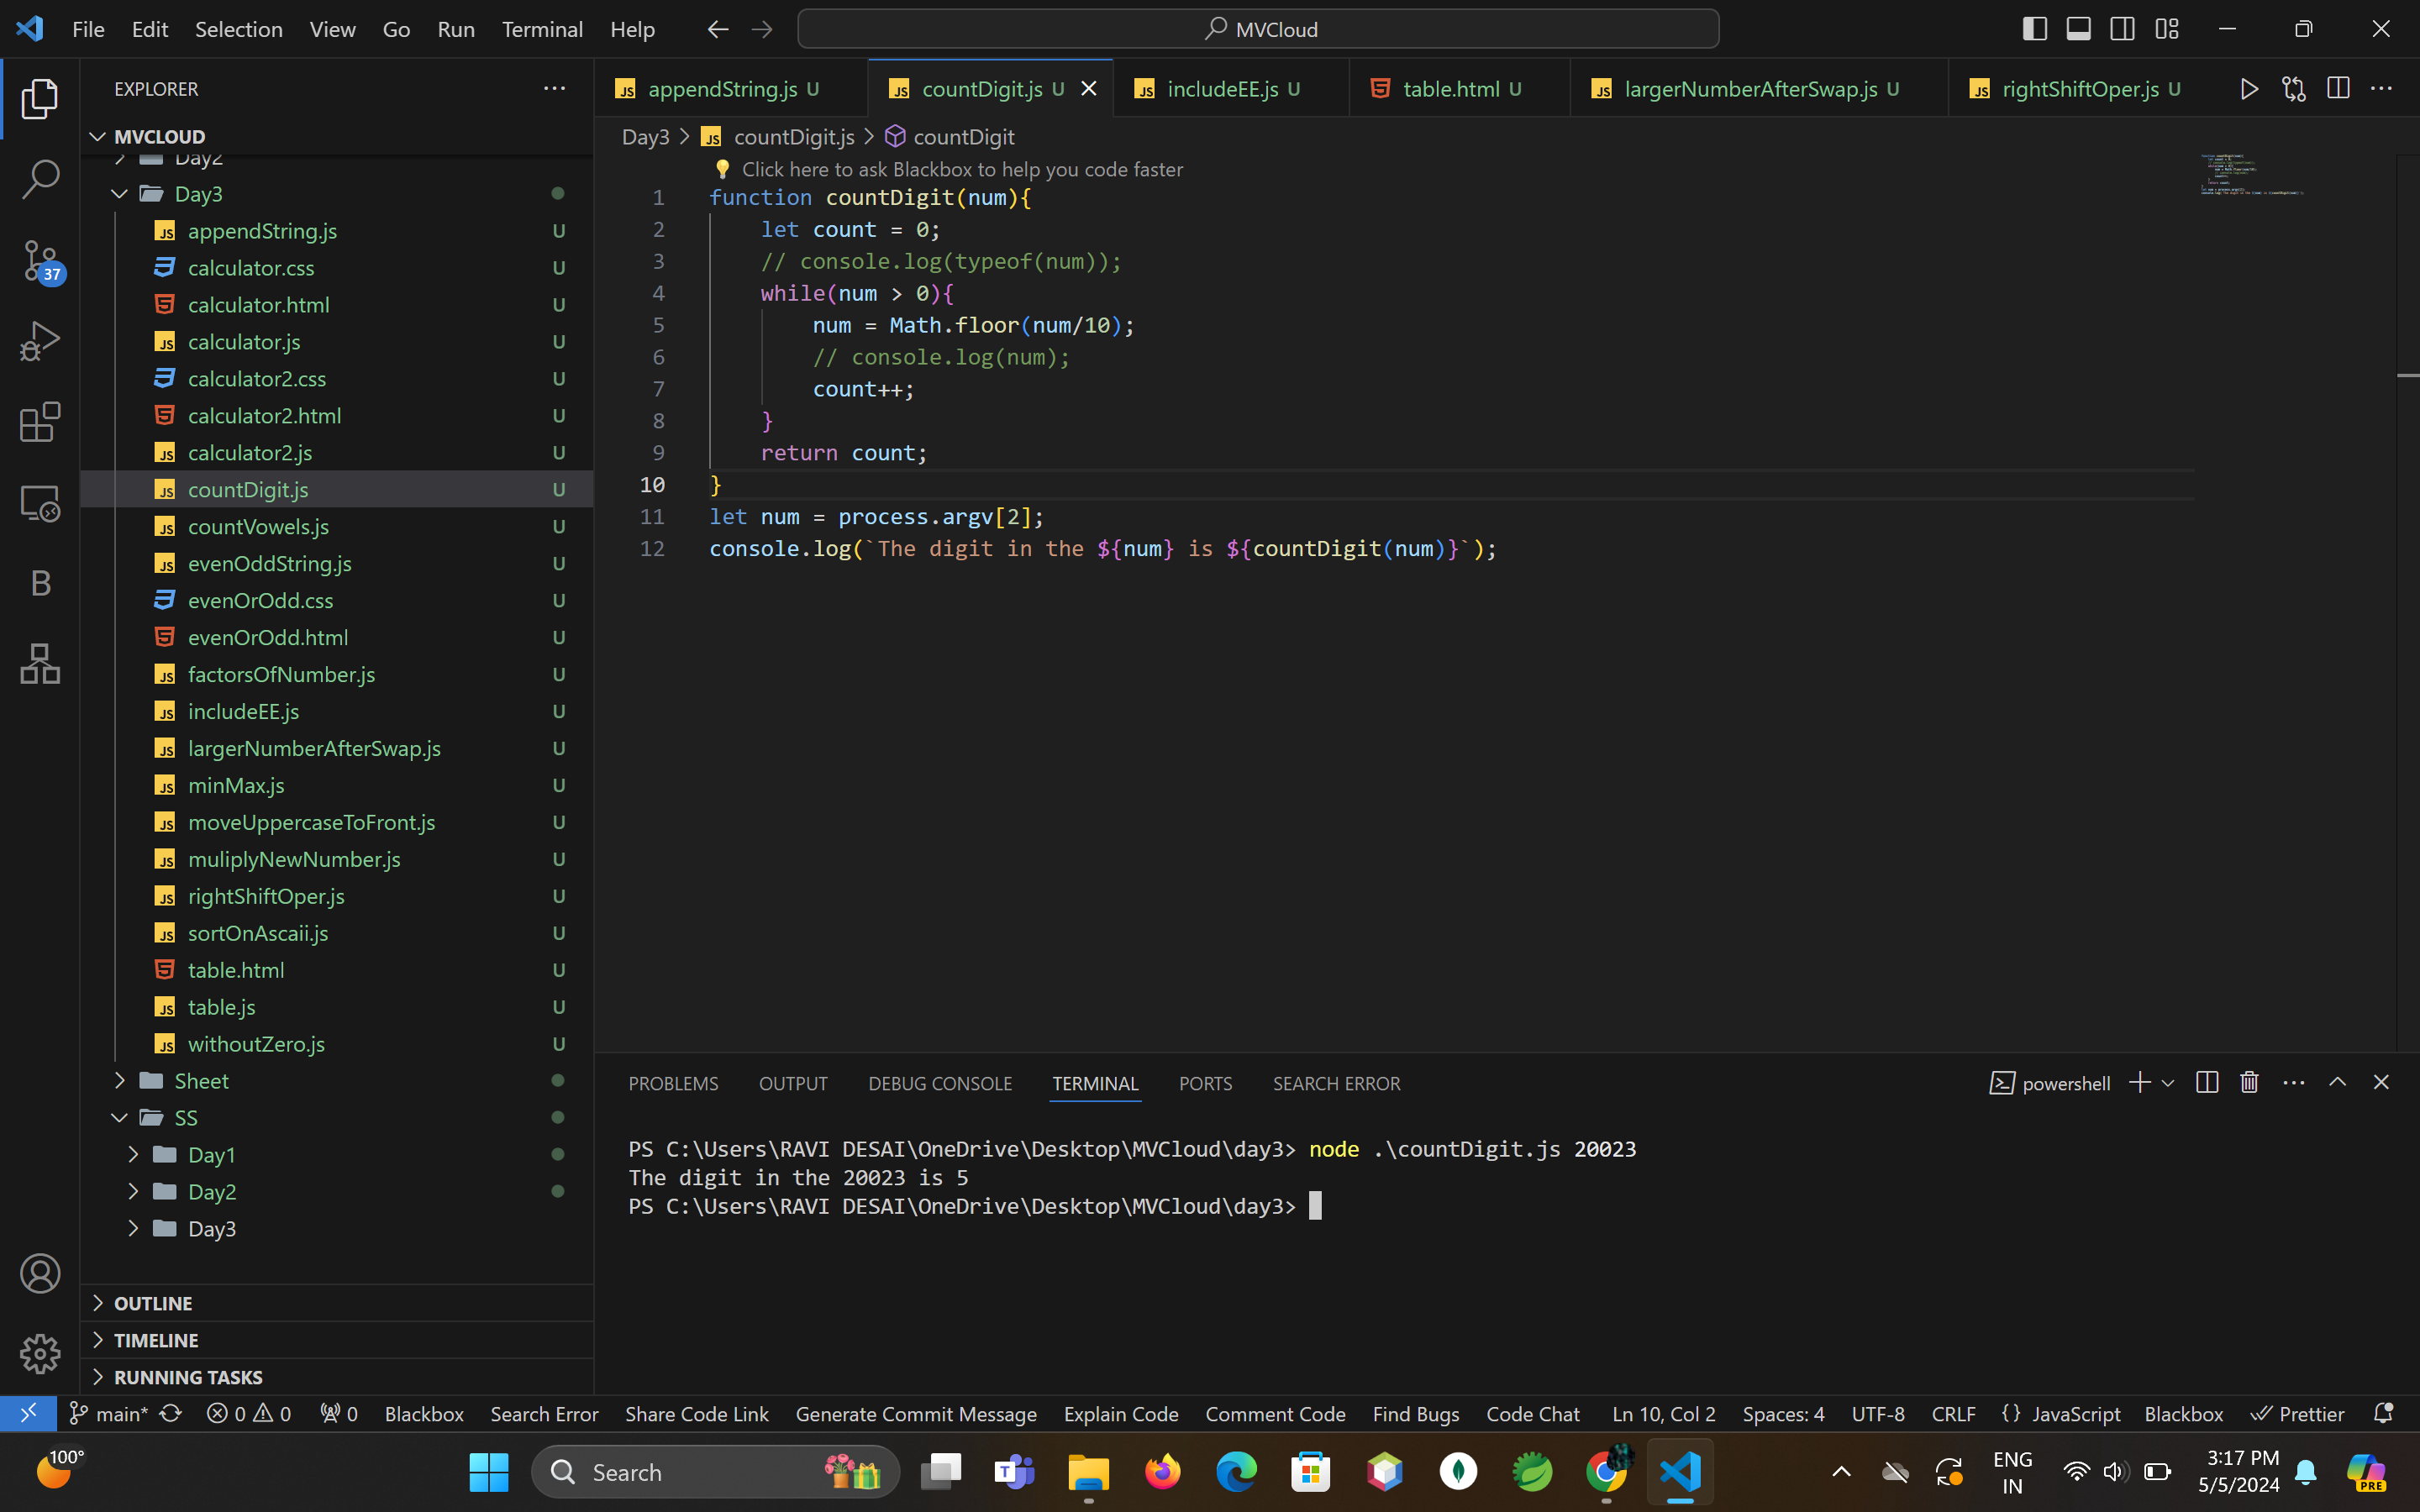 File Edit Selection View Go Run Terminal Help
MVCloud
EXPLORER
MVCLOUD
Day2
Day3
appendString.js U
calculator.css U
calculator.html U
calculator.js U
calculator2.css U
calculator2.html U
calculator2.js U
countDigit.js U
countVowels.js U
evenOddString.js U
evenOrOdd.css U
evenOrOdd.html U
factorsOfNumber.js U
includeEE.js U
largerNumberAfterSwap.js U
minMax.js U
moveUppercaseToFront.js U
muliplyNewNumber.js U
rightShiftOper.js U
sortOnAscaii.js U
table.html U
table.js U
withoutZero.js U
Sheet
SS
Day1
Day2
Day3
OUTLINE
TIMELINE
RUNNING TASKS
37
B
appendString.js U countDigit.js U includeEE.js U table.html U largerNumberAfterSwap.js U rightShiftOper.js U
Day3 > JS countDigit.js > countDigit
Click here to ask Blackbox to help you code faster
1 function countDigit(num){
2 let count = 0;
3 // console.log(typeof(num));
4 while(num > 0){
5 num = Math.floor(num/10);
6 // console.log(num);
7 count++;
8 }
9 return count;
10 }
11 let num = process.argv[2];
12 console.log(`The digit in the ${num} is ${countDigit(num)}`);
PROBLEMS OUTPUT DEBUG CONSOLE TERMINAL PORTS SEARCH ERROR
powershell
PS C:\Users\RAVI DESAI\OneDrive\Desktop\MVCloud\day3> node .\countDigit.js 20023
The digit in the 20023 is 5
PS C:\Users\RAVI DESAI\OneDrive\Desktop\MVCloud\day3>
main* 0 0 0 Blackbox Search Error Share Code Link Generate Commit Message Explain Code Comment Code Find Bugs Code Chat Ln 10, Col 2 Spaces: 4 UTF-8 CRLF {} JavaScript Blackbox Prettier
100° Search ENG 3:17 PM
IN 5/5/2024 PRE